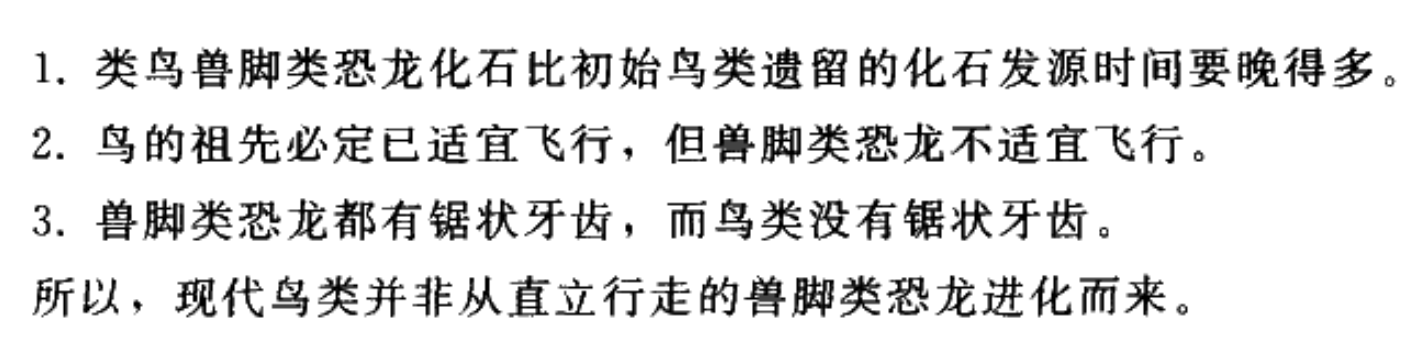 1. 类鸟兽脚类恐龙化石比初始鸟类遗留的化石发源时间要晚得多。
2. 鸟的祖先必定已适宜飞行，但兽脚类恐龙不适宜飞行。
3. 兽脚类恐龙都有锯状牙齿，而鸟类没有锯状牙齿。
所以，现代鸟类并非从直立行走的兽脚类恐龙进化而来。